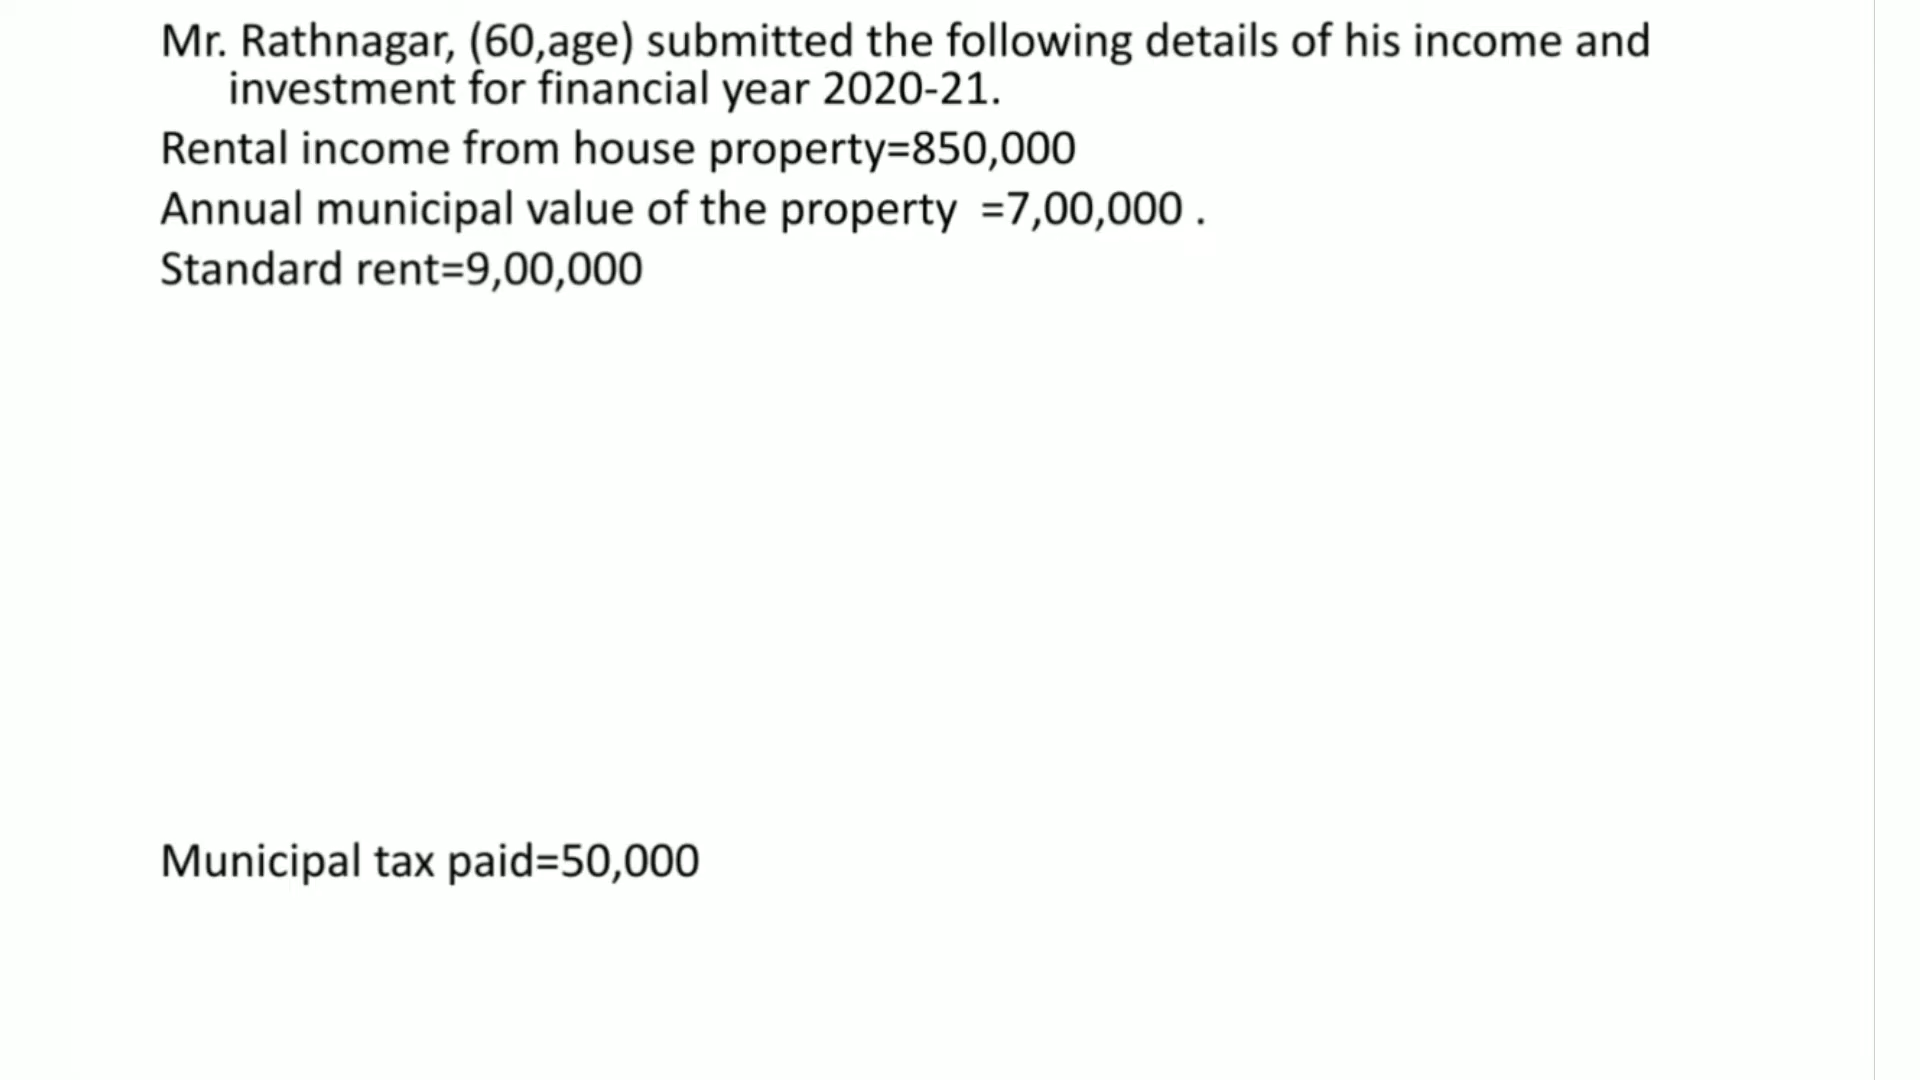 Mr. Rathnagar, (60,age) submitted the following details of his income and
investment for financial year 2020-21.
Rental income from house property=850,000
Annual municipal value of the property  =7,00,000 .
Standard rent=9,00,000
Municipal tax paid=50,000